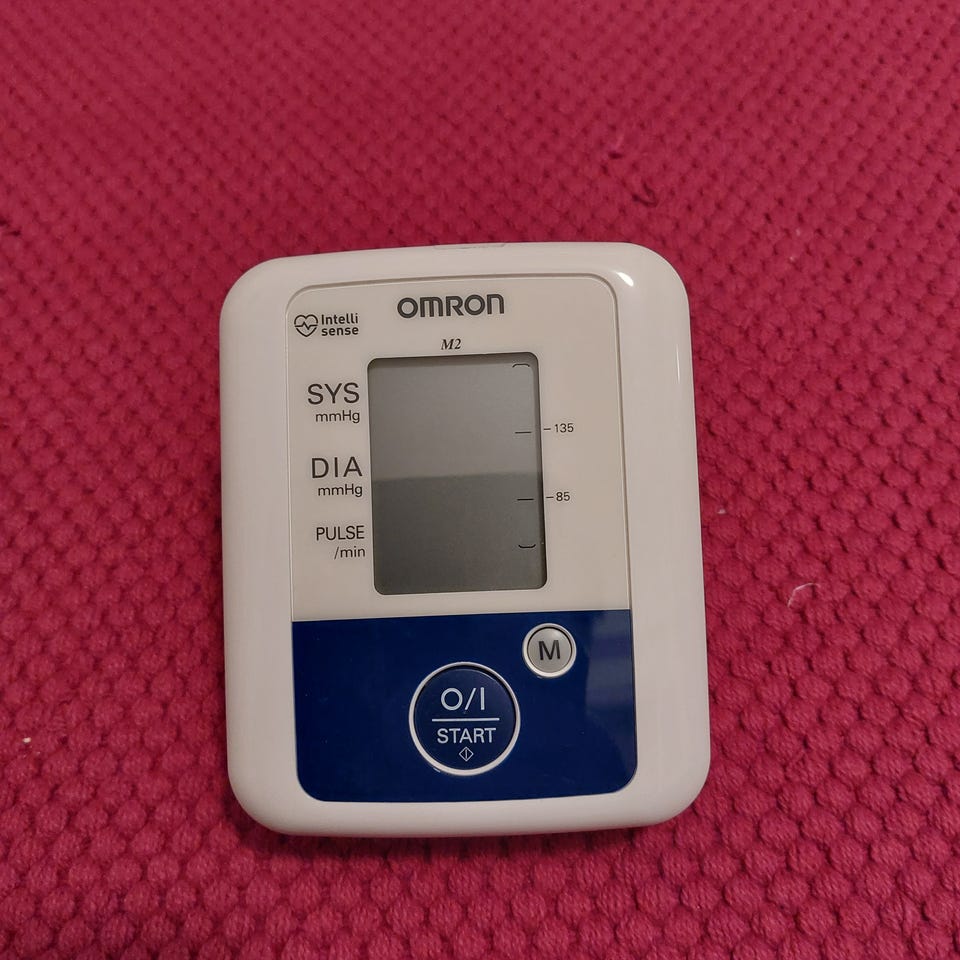 OMRON
Intelli
sense
M2
SYS
mmHg
135
DIA
mmHg
85
PULSE
/min
M
O/I
START